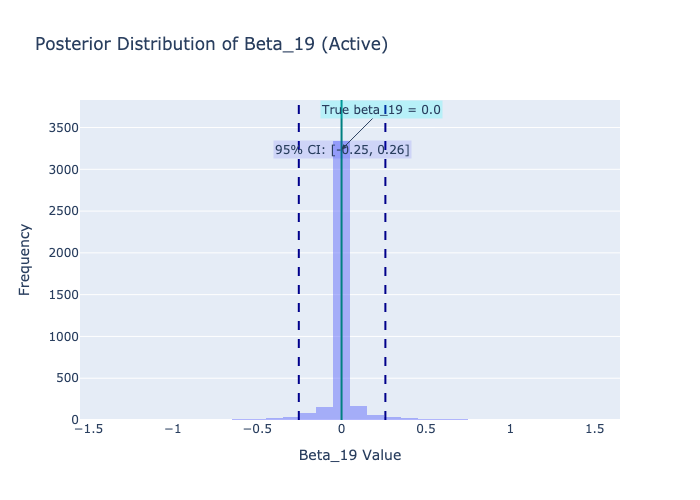 Posterior Distribution of Beta_19 (Active)
True beta_19 = 0.0
95% CI: [-0.25, 0.26]
3500
3000
2500
2000
1500
1000
500
0
Frequency
−1.5 −1 −0.5 0 0.5 1 1.5
Beta_19 Value